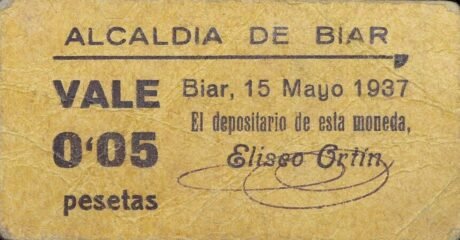 ALCALDIA DE BIAR
VALE
0'05
pesetas
Biar, 15 Mayo 1937
El depositario de esta moneda,
Eliseo Ortín